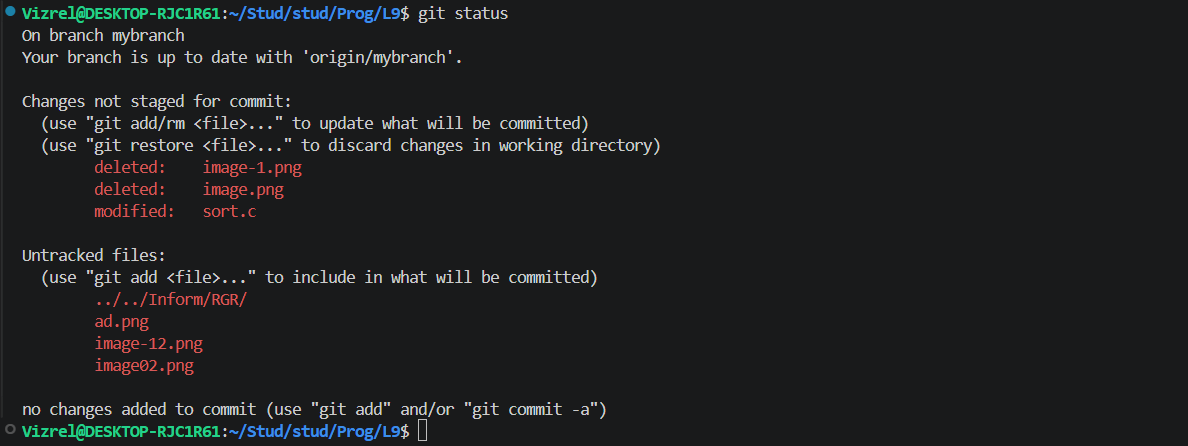 Vizrel@DESKTOP-RJC1R61:~/Stud/stud/Prog/L9$ git status
On branch mybranch
Your branch is up to date with 'origin/mybranch'.

Changes not staged for commit:
  (use "git add/rm <file>..." to update what will be committed)
  (use "git restore <file>..." to discard changes in working directory)
        deleted:    image-1.png
        deleted:    image.png
        modified:   sort.c

Untracked files:
  (use "git add <file>..." to include in what will be committed)
        ../../Inform/RGR/
        ad.png
        image-12.png
        image02.png

no changes added to commit (use "git add" and/or "git commit -a")
Vizrel@DESKTOP-RJC1R61:~/Stud/stud/Prog/L9$